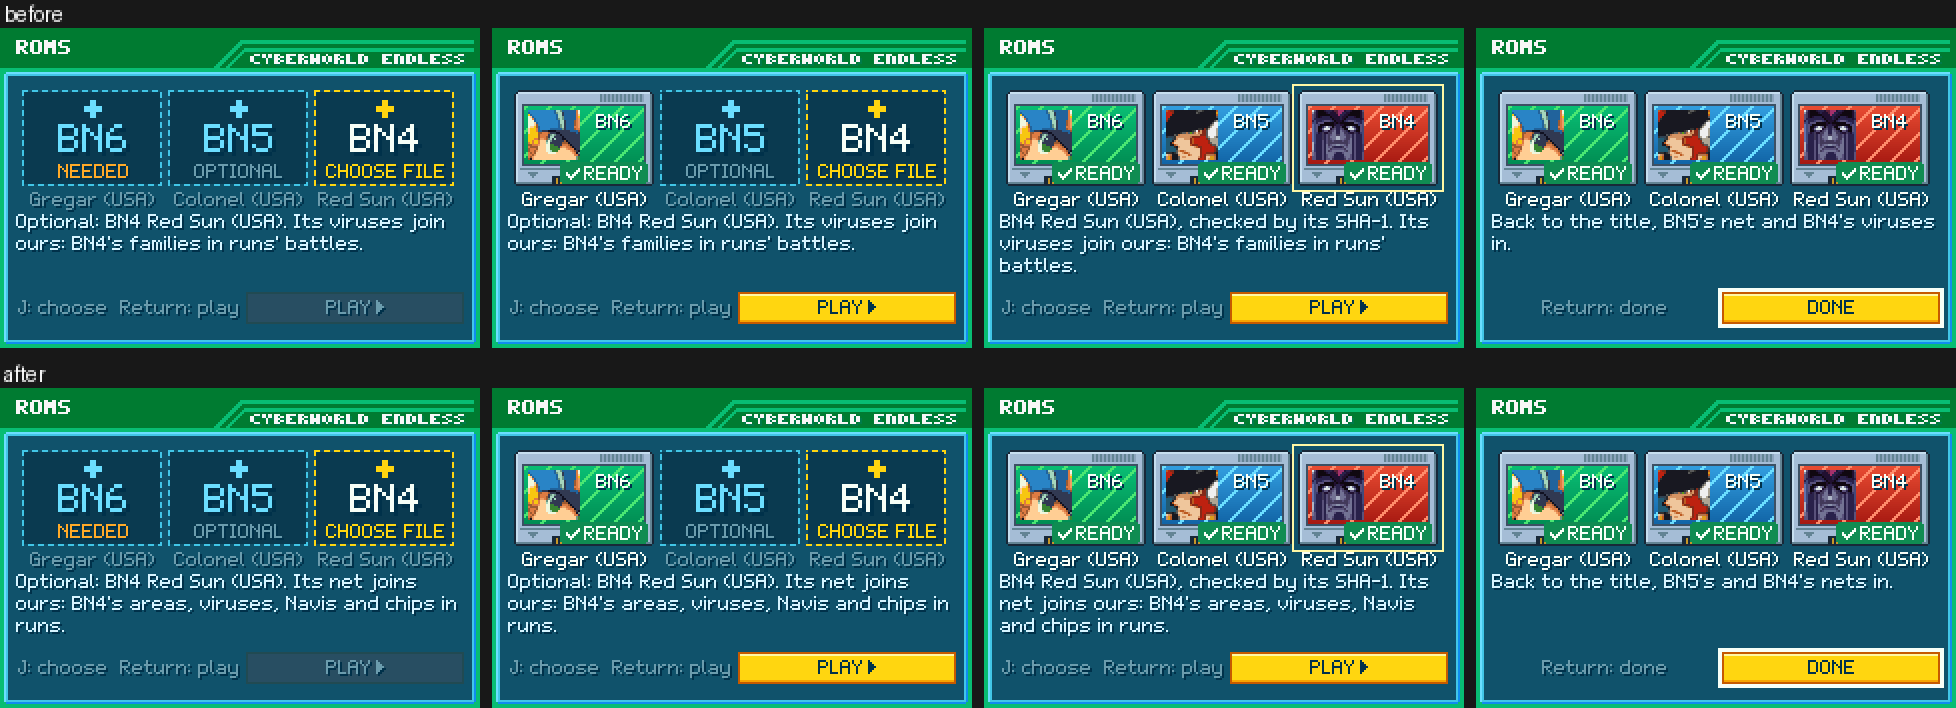 before
ROMS
CYBERWORLD ENDLESS
BN6
NEEDED
BN5
OPTIONAL
BN4
CHOOSE FILE
Gregar (USA)
Colonel (USA)
Red Sun (USA)
Optional: BN4 Red Sun (USA). Its viruses join
ours: BN4's families in runs' battles.
J: choose Return: play
PLAY
ROMS
CYBERWORLD ENDLESS
BN6
READY
BN5
OPTIONAL
BN4
CHOOSE FILE
Gregar (USA)
Colonel (USA)
Red Sun (USA)
Optional: BN4 Red Sun (USA). Its viruses join
ours: BN4's families in runs' battles.
J: choose Return: play
PLAY
ROMS
CYBERWORLD ENDLESS
BN6
READY
BN5
READY
BN4
READY
Gregar (USA)
Colonel (USA)
Red Sun (USA)
BN4 Red Sun (USA), checked by its SHA-1. Its
viruses join ours: BN4's families in runs'
battles.
J: choose Return: play
PLAY
ROMS
CYBERWORLD ENDLESS
BN6
READY
BN5
READY
BN4
READY
Gregar (USA)
Colonel (USA)
Red Sun (USA)
Back to the title, BN5's net and BN4's viruses
in.
Return: done
DONE
after
ROMS
CYBERWORLD ENDLESS
BN6
NEEDED
BN5
OPTIONAL
BN4
CHOOSE FILE
Gregar (USA)
Colonel (USA)
Red Sun (USA)
Optional: BN4 Red Sun (USA). Its net joins
ours: BN4's areas, viruses, Navis and chips in
runs.
J: choose Return: play
PLAY
ROMS
CYBERWORLD ENDLESS
BN6
READY
BN5
OPTIONAL
BN4
CHOOSE FILE
Gregar (USA)
Colonel (USA)
Red Sun (USA)
Optional: BN4 Red Sun (USA). Its net joins
ours: BN4's areas, viruses, Navis and chips in
runs.
J: choose Return: play
PLAY
ROMS
CYBERWORLD ENDLESS
BN6
READY
BN5
READY
BN4
READY
Gregar (USA)
Colonel (USA)
Red Sun (USA)
BN4 Red Sun (USA), checked by its SHA-1. Its
net joins ours: BN4's areas, viruses, Navis
and chips in runs.
J: choose Return: play
PLAY
ROMS
CYBERWORLD ENDLESS
BN6
READY
BN5
READY
BN4
READY
Gregar (USA)
Colonel (USA)
Red Sun (USA)
Back to the title, BN5's and BN4's nets in.
Return: done
DONE